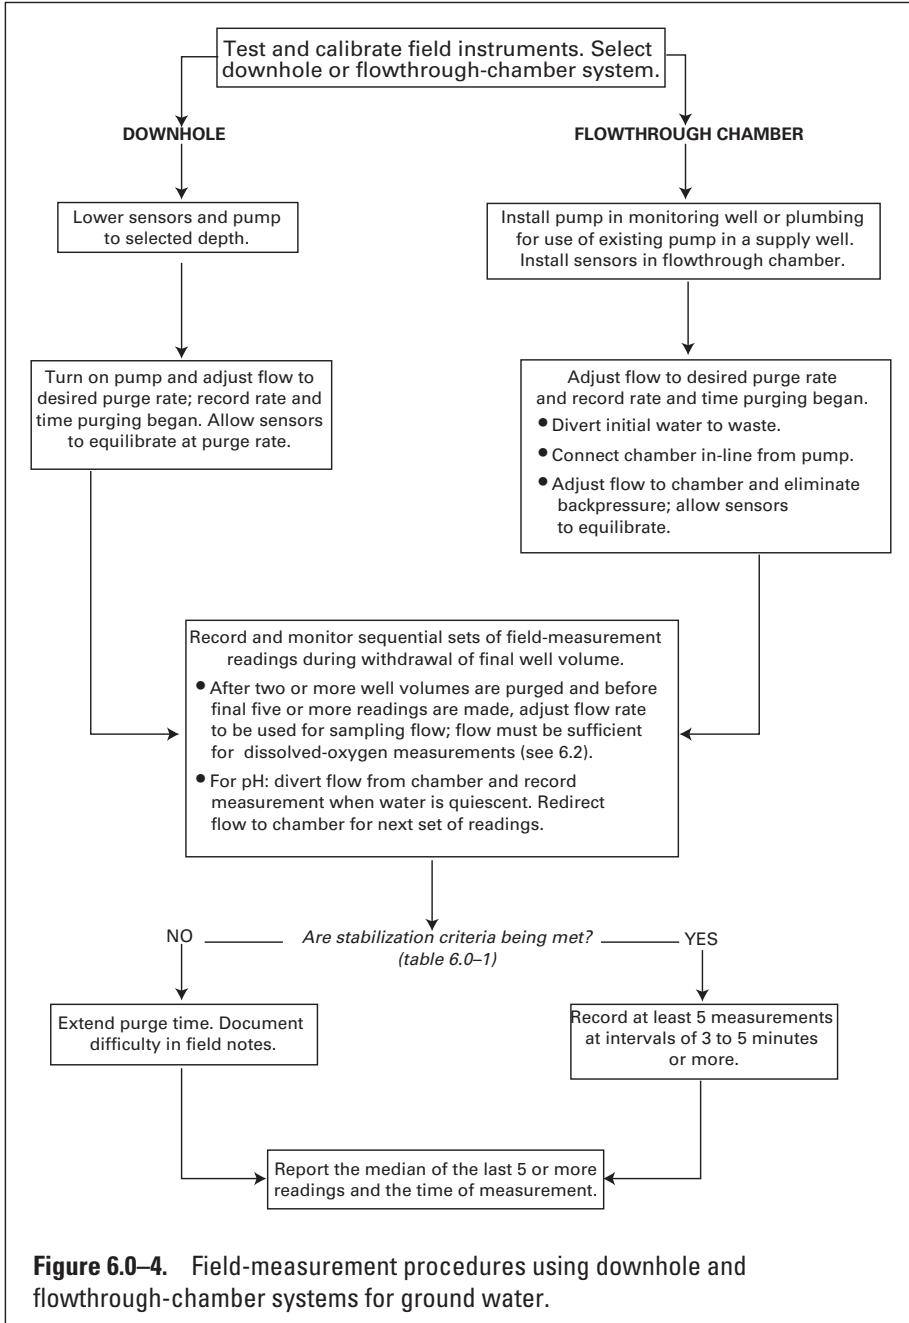 Test and calibrate field instruments. Select
downhole or flowthrough-chamber system.
DOWNHOLE
FLOWTHROUGH CHAMBER
Lower sensors and pump
to selected depth.
Install pump in monitoring well or plumbing
for use of existing pump in a supply well.
Install sensors in flowthrough chamber.
Turn on pump and adjust flow to
desired purge rate; record rate and
time purging began. Allow sensors
to equilibrate at purge rate.
Adjust flow to desired purge rate
and record rate and time purging began.
• Divert initial water to waste.
• Connect chamber in-line from pump.
• Adjust flow to chamber and eliminate
backpressure; allow sensors
to equilibrate.
Record and monitor sequential sets of field-measurement
readings during withdrawal of final well volume.
• After two or more well volumes are purged and before
final five or more readings are made, adjust flow rate
to be used for sampling flow; flow must be sufficient
for dissolved-oxygen measurements (see 6.2).
• For pH: divert flow from chamber and record
measurement when water is quiescent. Redirect
flow to chamber for next set of readings.
NO
Are stabilization criteria being met?
(table 6.0–1)
YES
Extend purge time. Document
difficulty in field notes.
Record at least 5 measurements
at intervals of 3 to 5 minutes
or more.
Report the median of the last 5 or more
readings and the time of measurement.
Figure 6.0–4. Field-measurement procedures using downhole and
flowthrough-chamber systems for ground water.